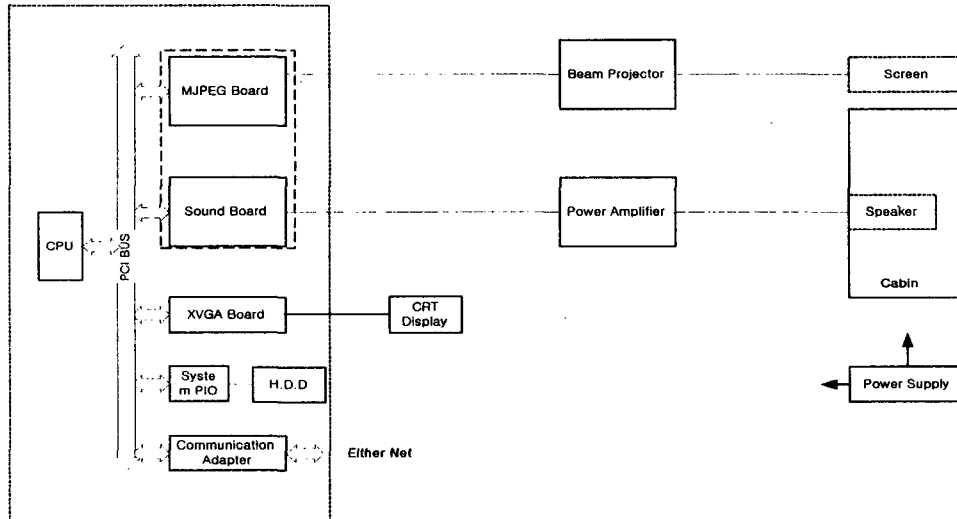 MJPEG Board
Beam Projector
Screen
Sound Board
Power Amplifier
Speaker
CPU
PCI BUS
Cabin
XVGA Board
CRT
Display
Syste
m PIO
H.D.D
Power Supply
Communication
Adapter
Either Net